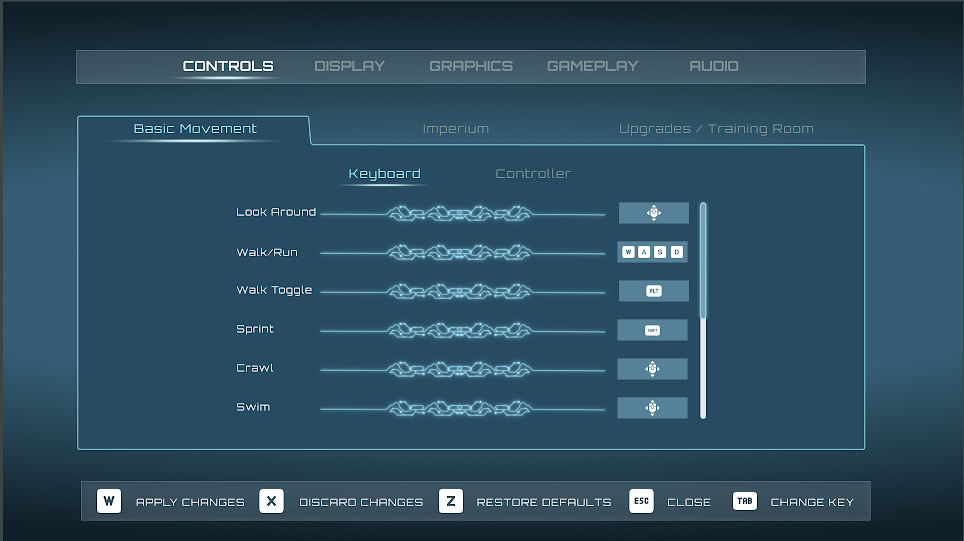 CONTROLS DISPLAY GRAPHICS GAMEPLAY AUDIO
Basic Movement Imperium Upgrades / Training Room
Keyboard Controller
Look Around
Walk/Run W A S D
Walk Toggle ALT
Sprint SHIFT
Crawl
Swim
W APPLY CHANGES X DISCARD CHANGES Z RESTORE DEFAULTS ESC CLOSE TAB CHANGE KEY